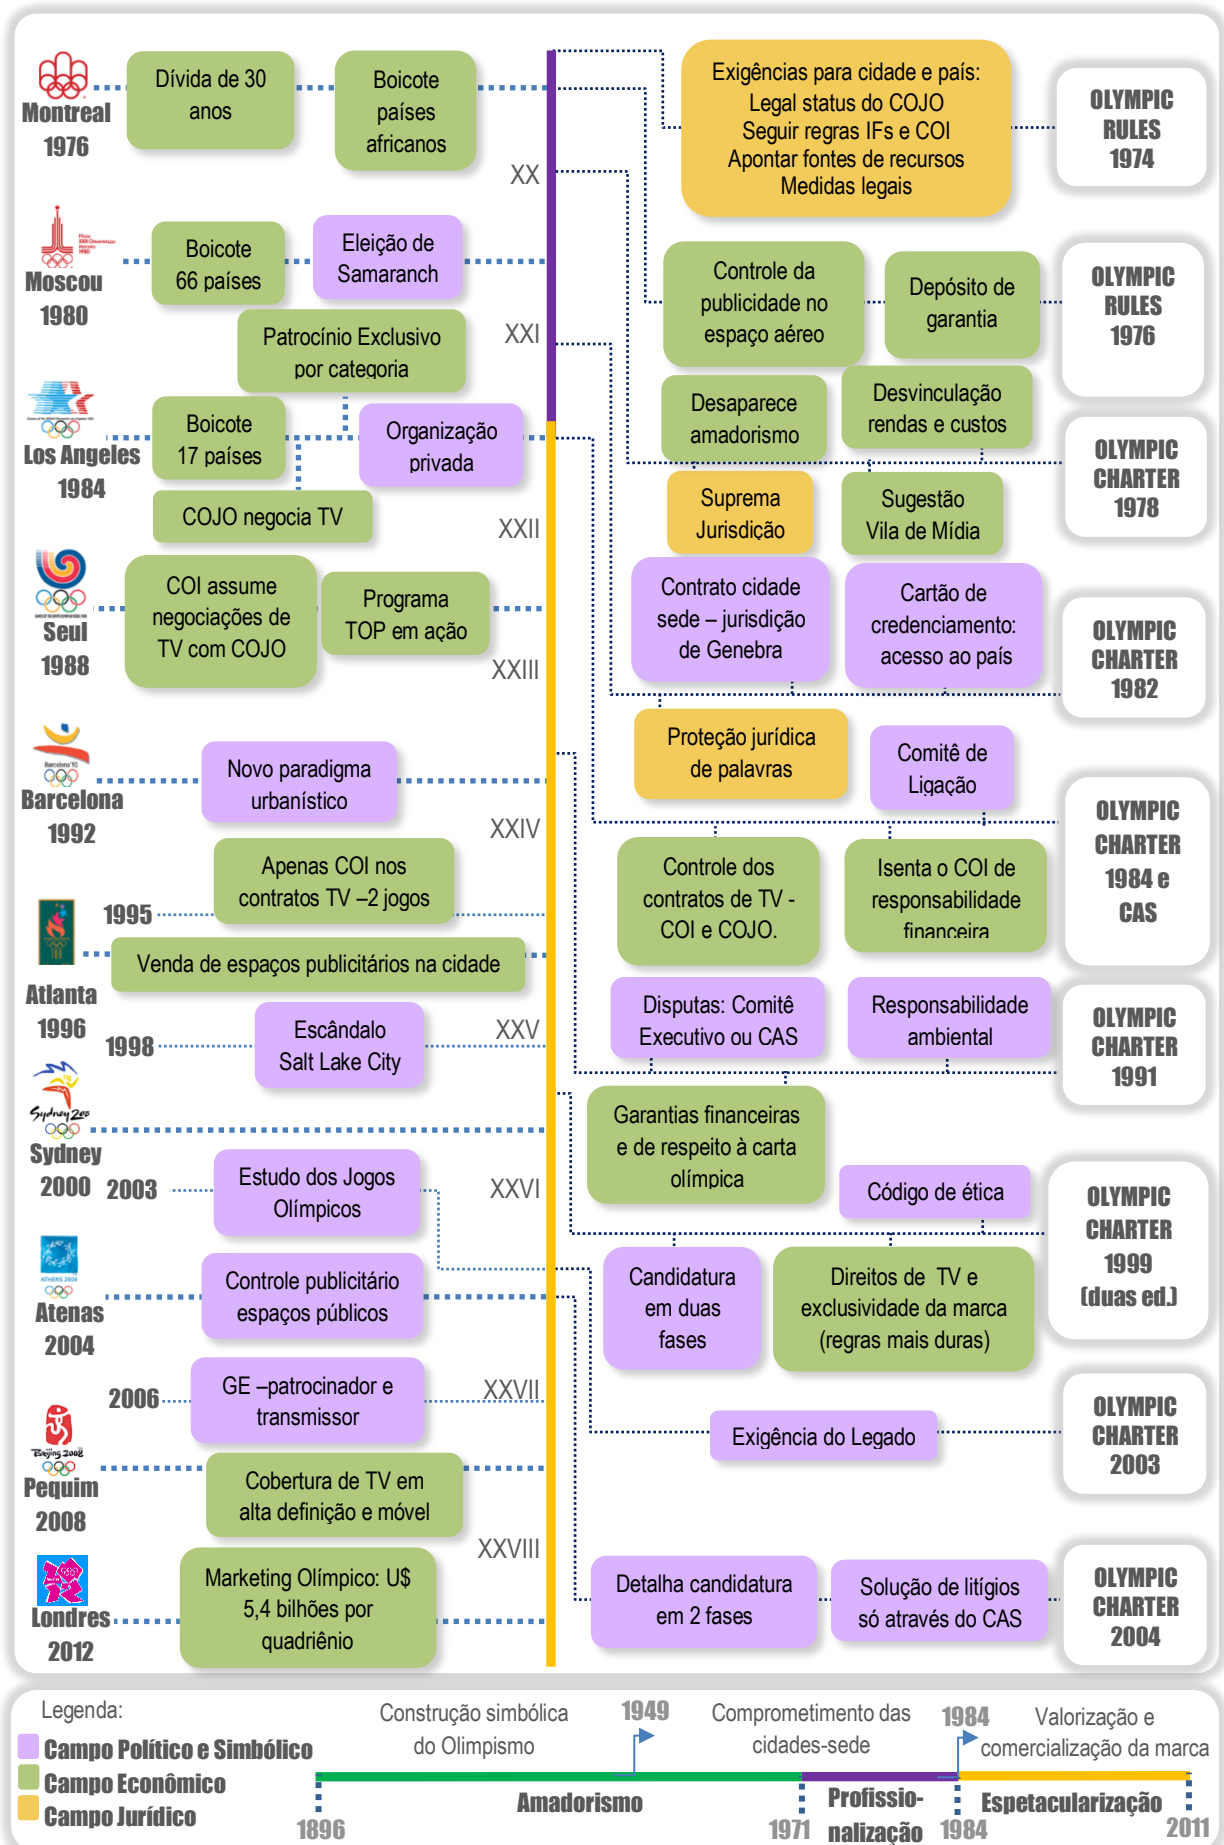 Montreal
1976
Dívida de 30
anos
Boicote
países
africanos
XX
Moscou
1980
Boicote
66 países
Eleição de
Samaranch
Patrocínio Exclusivo
por categoria
XXI
Los Angeles
1984
Boicote
17 países
Organização
privada
COJO negocia TV
XXII
Seul
1988
COI assume
negociações de
TV com COJO
Programa
TOP em ação
XXIII
Barcelona'92
Barcelona
1992
Novo paradigma
urbanístico
XXIV
Apenas COI nos
contratos TV –2 jogos
1995
Venda de espaços publicitários na cidade
Atlanta
1996
1998
Escândalo
Salt Lake City
XXV
Sydney 2000
Sydney
2000
2003
Estudo dos Jogos
Olímpicos
XXVI
ATHENS 2004
Atenas
2004
Controle publicitário
espaços públicos
2006
GE –patrocinador e
transmissor
XXVII
Beijing 2008
Pequim
2008
Cobertura de TV em
alta definição e móvel
XXVIII
Londres
2012
Marketing Olímpico: U$
5,4 bilhões por
quadriênio
Exigências para cidade e país:
Legal status do COJO
Seguir regras IFs e COI
Apontar fontes de recursos
Medidas legais
OLYMPIC
RULES
1974
Controle da
publicidade no
espaço aéreo
Depósito de
garantia
OLYMPIC
RULES
1976
Desaparece
amadorismo
Desvinculação
rendas e custos
Suprema
Jurisdição
Sugestão
Vila de Mídia
OLYMPIC
CHARTER
1978
Contrato cidade
sede – jurisdição
de Genebra
Cartão de
credenciamento:
acesso ao país
Proteção jurídica
de palavras
OLYMPIC
CHARTER
1982
Comitê de
Ligação
Controle dos
contratos de TV -
COI e COJO.
Isenta o COI de
responsabilidade
financeira
OLYMPIC
CHARTER
1984 e
CAS
Disputas: Comitê
Executivo ou CAS
Responsabilidade
ambiental
Garantias financeiras
e de respeito à carta
olímpica
OLYMPIC
CHARTER
1991
Código de ética
Candidatura
em duas
fases
Direitos de TV e
exclusividade da marca
(regras mais duras)
OLYMPIC
CHARTER
1999
(duas ed.)
Exigência do Legado
OLYMPIC
CHARTER
2003
Detalha candidatura
em 2 fases
Solução de litígios
só através do CAS
OLYMPIC
CHARTER
2004
Legenda:
Campo Político e Simbólico
Campo Econômico
Campo Jurídico
Construção simbólica
do Olimpismo
1949
Comprometimento das
cidades-sede
1984
Valorização e
comercialização da marca
Amadorismo
Profissio-
nalização
Espetacularização
1896
1971
1984
2011